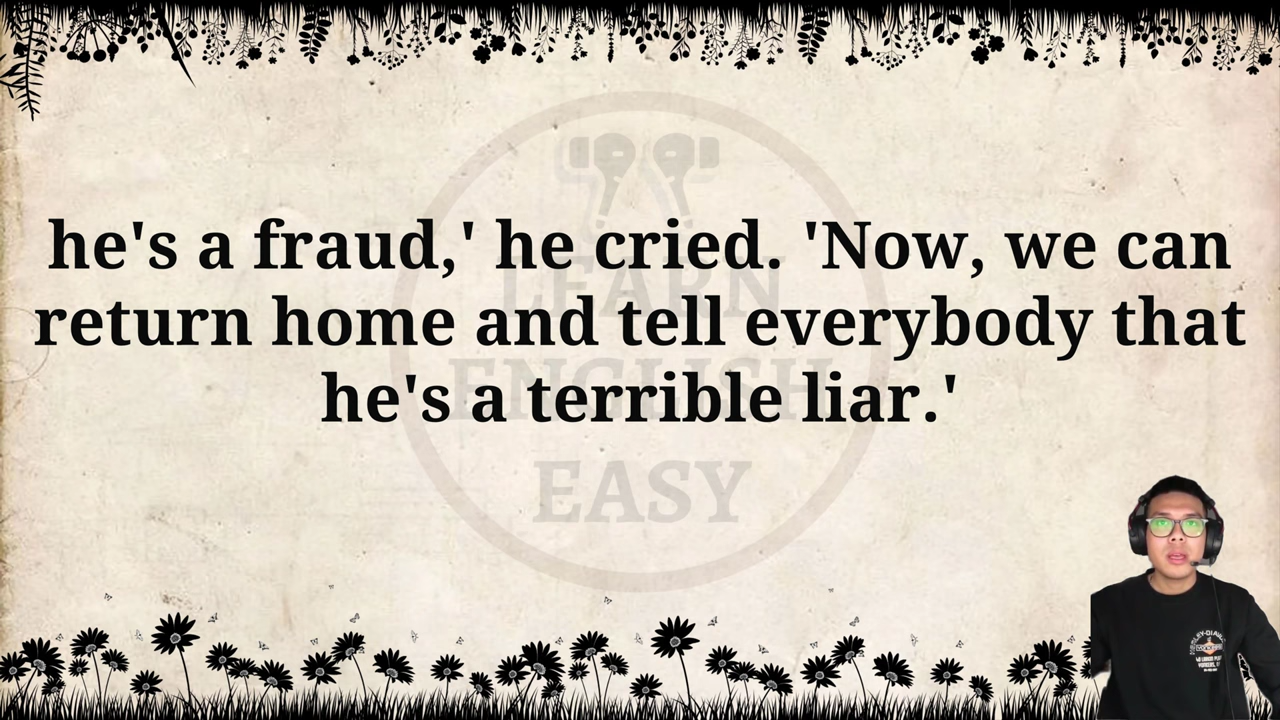 he's a fraud,' he cried. 'Now, we can
return home and tell everybody that
he's a terrible liar.'
LEARN
ENGLISH
EASY